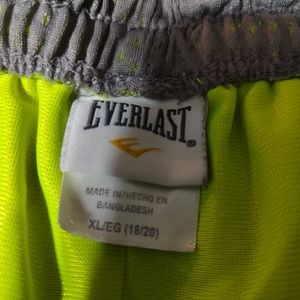 EVERLAST®
MADE IN/HECHO EN
BANGLADESH
XL/EG (18/20)